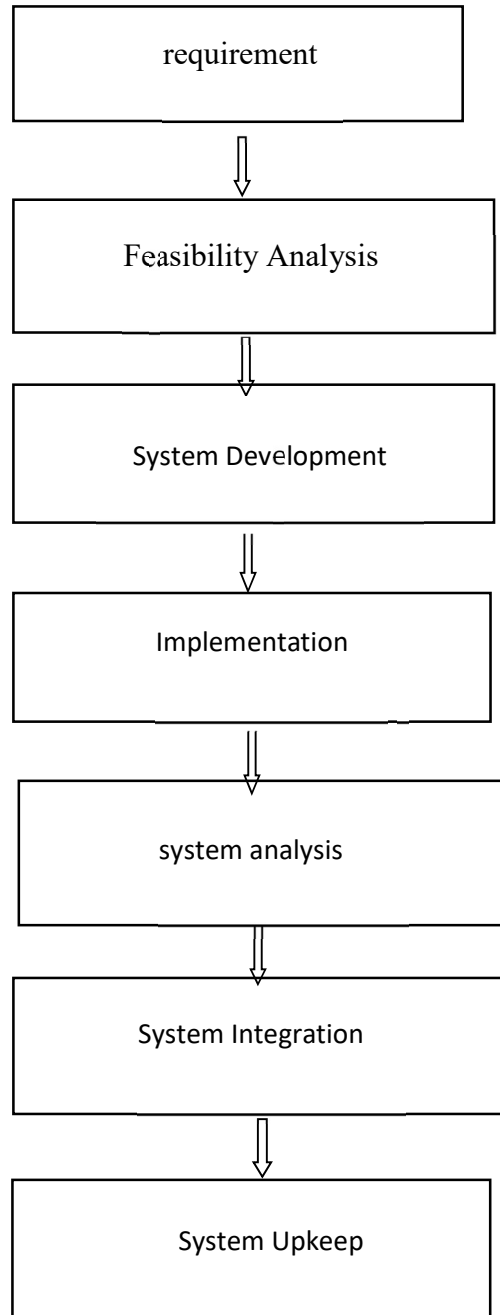 requirement
Feasibility Analysis
System Development
Implementation
system analysis
System Integration
System Upkeep